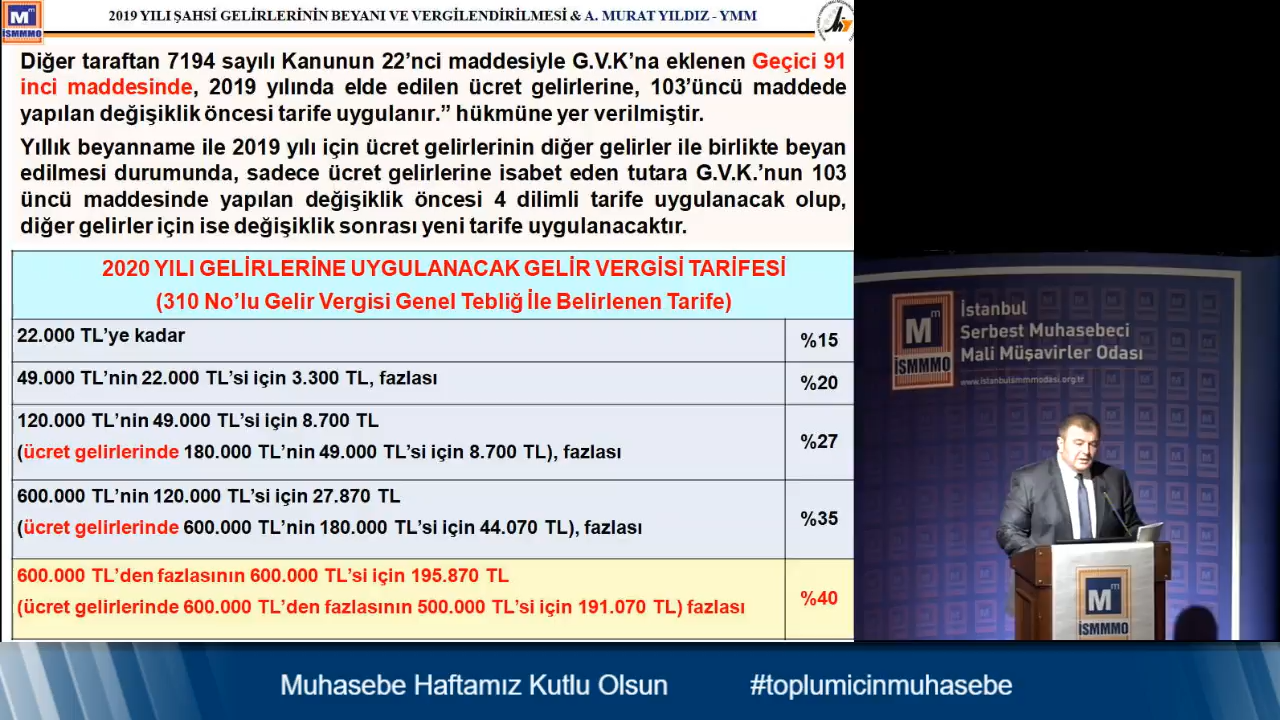 2019 YILI ŞAHSİ GELİRLERİNİN BEYANI VE VERGİLENDİRİLMESİ & A. MURAT YILDIZ - YMM
İSMMMO
Diğer taraftan 7194 sayılı Kanunun 22’nci maddesiyle G.V.K’na eklenen Geçici 91
inci maddesinde, 2019 yılında elde edilen ücret gelirlerine, 103’üncü maddede
yapılan değişiklik öncesi tarife uygulanır.” hükmüne yer verilmiştir.
Yıllık beyanname ile 2019 yılı için ücret gelirlerinin diğer gelirler ile birlikte beyan
edilmesi durumunda, sadece ücret gelirlerine isabet eden tutara G.V.K.’nun 103
üncü maddesinde yapılan değişiklik öncesi 4 dilimli tarife uygulanacak olup,
diğer gelirler için ise değişiklik sonrası yeni tarife uygulanacaktır.
2020 YILI GELİRLERİNE UYGULANACAK GELİR VERGİSİ TARİFESİ
(310 No’lu Gelir Vergisi Genel Tebliğ İle Belirlenen Tarife)
22.000 TL’ye kadar
%15
49.000 TL’nin 22.000 TL’si için 3.300 TL, fazlası
%20
120.000 TL’nin 49.000 TL’si için 8.700 TL
(ücret gelirlerinde 180.000 TL’nin 49.000 TL’si için 8.700 TL), fazlası
%27
600.000 TL’nin 120.000 TL’si için 27.870 TL
(ücret gelirlerinde 600.000 TL’nin 180.000 TL’si için 44.070 TL), fazlası
%35
600.000 TL’den fazlasının 600.000 TL’si için 195.870 TL
(ücret gelirlerinde 600.000 TL’den fazlasının 500.000 TL’si için 191.070 TL) fazlası
%40
Mm
İSMMMO
İstanbul
Serbest Muhasebeci
Mali Müşavirler Odası
www.istanbulsmmmodasi.org.tr
Mm
İSMMMO
Muhasebe Haftamız Kutlu Olsun
#toplumicinmuhasebe